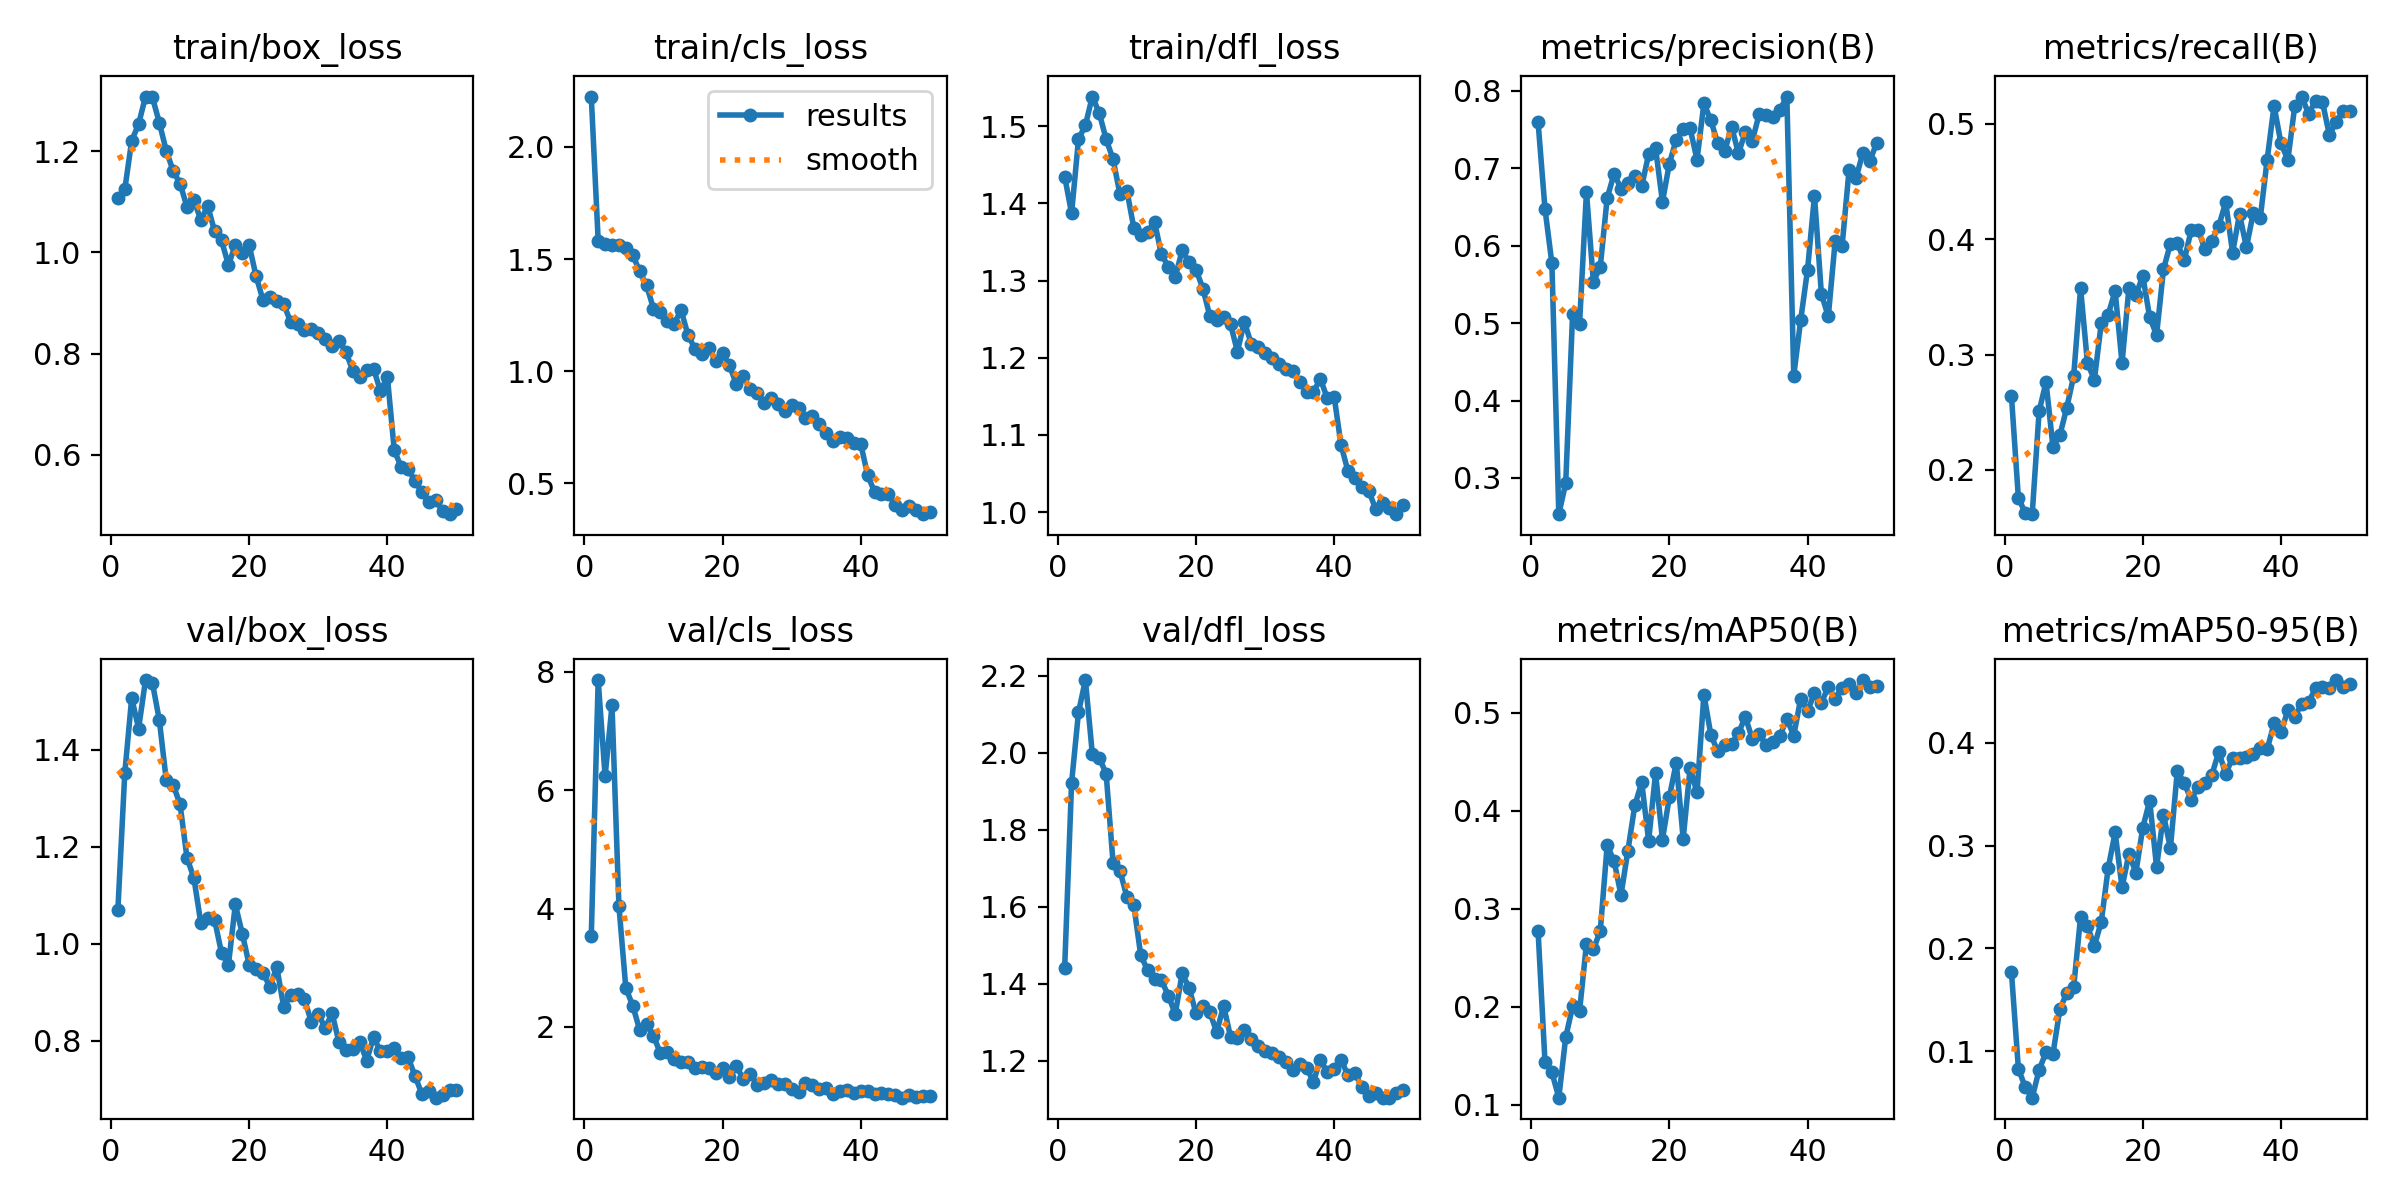 train/box_loss
1.2
1.0
0.8
0.6
0 20 40
train/cls_loss
results
smooth
2.0
1.5
1.0
0.5
0 20 40
train/dfl_loss
1.5
1.4
1.3
1.2
1.1
1.0
0 20 40
metrics/precision(B)
0.8
0.7
0.6
0.5
0.4
0.3
0 20 40
metrics/recall(B)
0.5
0.4
0.3
0.2
0 20 40
val/box_loss
1.4
1.2
1.0
0.8
0 20 40
val/cls_loss
8
6
4
2
0 20 40
val/dfl_loss
2.2
2.0
1.8
1.6
1.4
1.2
0 20 40
metrics/mAP50(B)
0.5
0.4
0.3
0.2
0.1
0 20 40
metrics/mAP50-95(B)
0.4
0.3
0.2
0.1
0 20 40